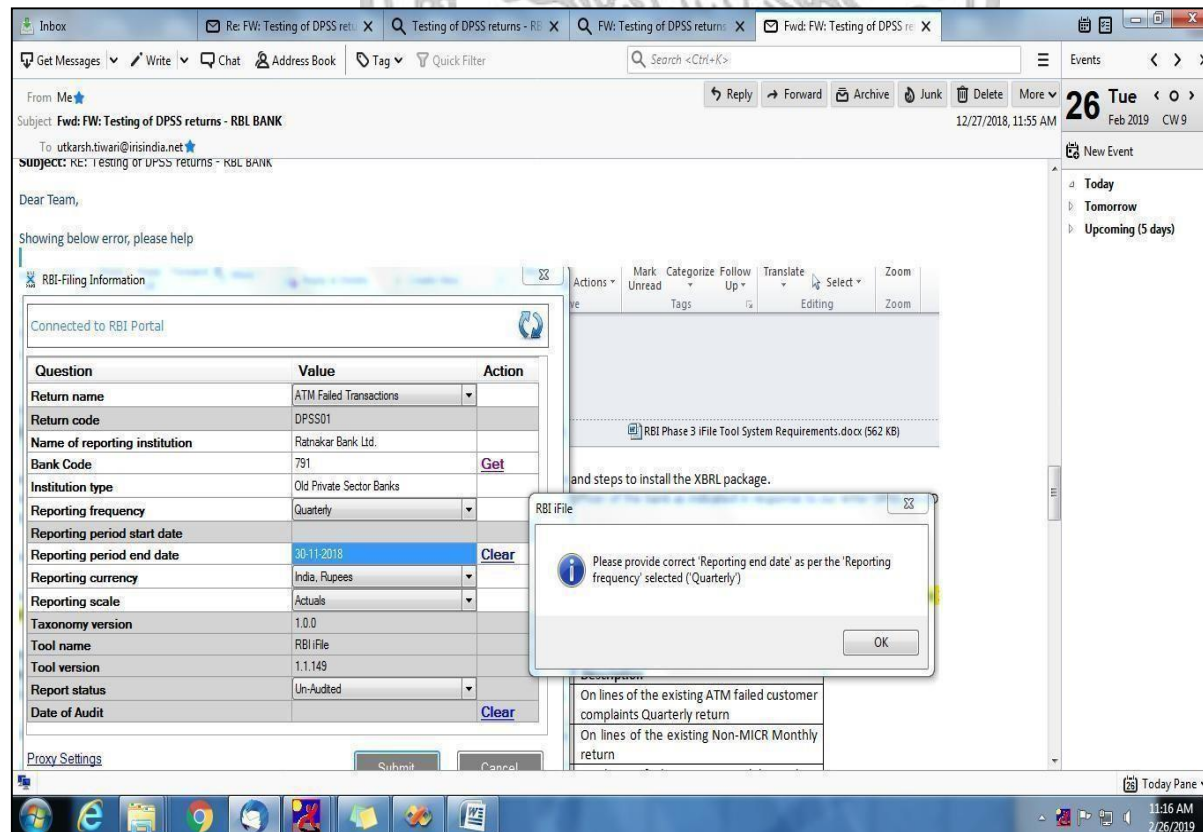 Inbox
Re: FW: Testing of DPSS retu X
Testing of DPSS returns - RB X
FW: Testing of DPSS returns X
Fwd: FW: Testing of DPSS re X
Get Messages
Write
Chat
Address Book
Tag
Quick Filter
Search <Ctrl+K>
Events
From Me
Reply
Forward
Archive
Junk
Delete
More
Subject Fwd: FW: Testing of DPSS returns - RBL BANK
12/27/2018, 11:55 AM
To utkarsh.tiwari@irisindia.net
26 Tue
Feb 2019 CW 9
New Event
Today
Tomorrow
Upcoming (5 days)
Subject: RE: Testing of DPSS returns - RBL BANK
Dear Team,
Showing below error, please help
RBI-Filing Information
Connected to RBI Portal
Question Value Action
Return name ATM Failed Transactions
Return code DPSS01
Name of reporting institution Ratnakar Bank Ltd.
Bank Code 791 Get
Institution type Old Private Sector Banks
Reporting frequency Quarterly
Reporting period start date
Reporting period end date 30-11-2018 Clear
Reporting currency India, Rupees
Reporting scale Actuals
Taxonomy version 1.0.0
Tool name RBI iFile
Tool version 1.1.149
Report status Un-Audited
Date of Audit Clear
Proxy Settings
Submit
Cancel
Actions
Mark Unread
Categorize
Follow Up
Translate
Select
Zoom
ve
Tags
Editing
Zoom
RBI Phase 3 iFile Tool System Requirements.docx (562 KB)
and steps to install the XBRL package.
RBI iFile
Please provide correct 'Reporting end date' as per the 'Reporting
frequency' selected ('Quarterly')
OK
Description
On lines of the existing ATM failed customer
complaints Quarterly return
On lines of the existing Non-MICR Monthly
return
26 Today Pane
11:16 AM
2/26/2019